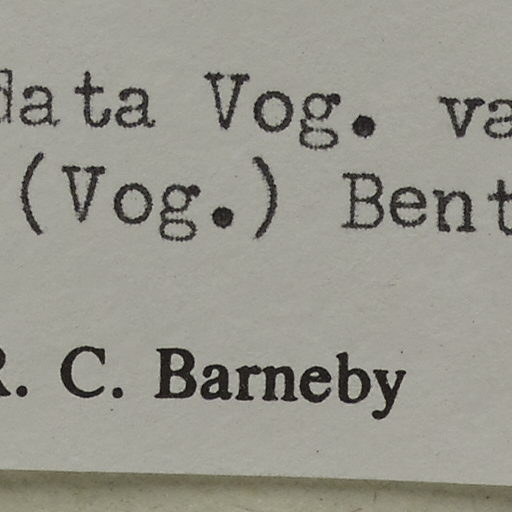 data Vog. va
(Vog.) Bent
R. C. Barneby